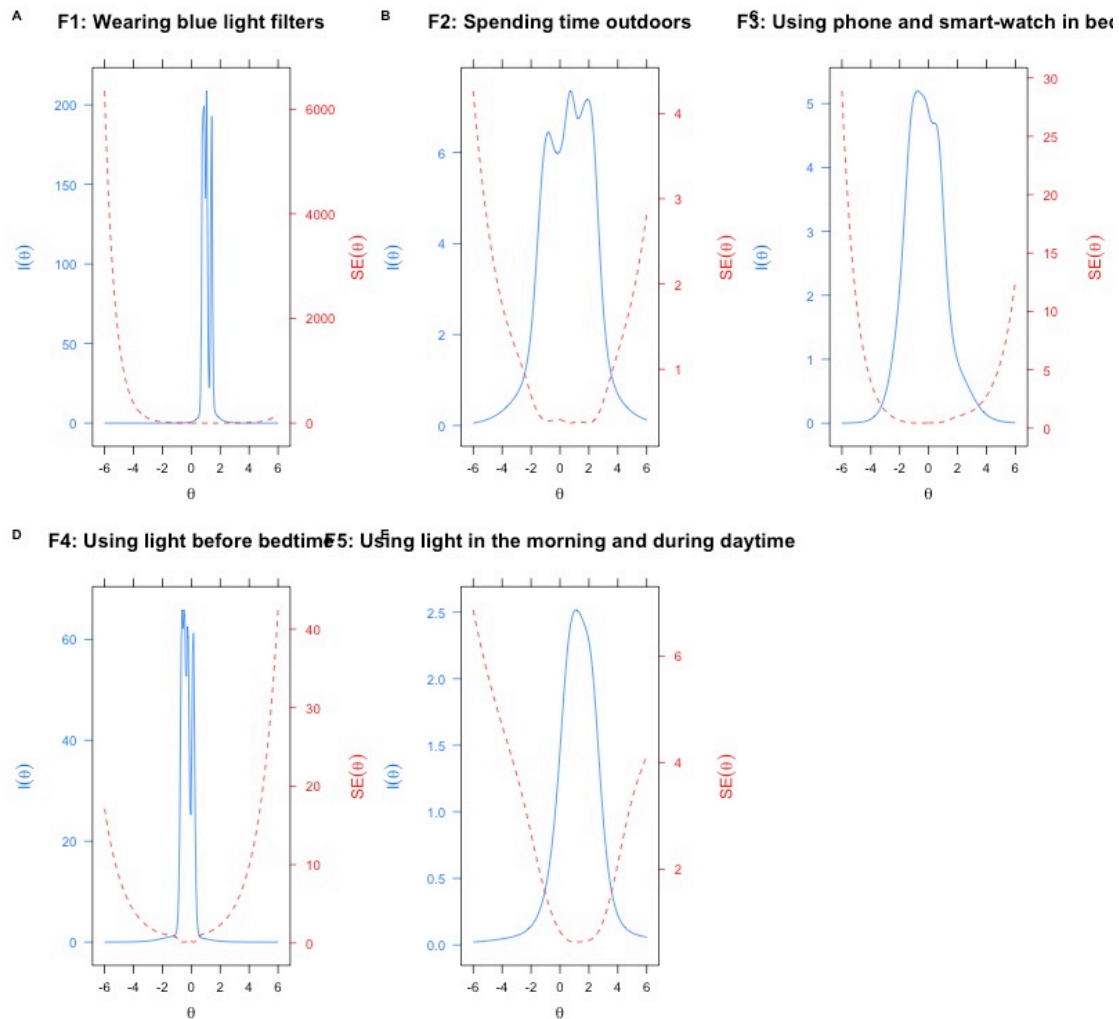 A
F1: Wearing blue light filters
200
150
100
50
0
6000
4000
2000
0
-6 -4 -2 0 2 4 6
θ
I(θ)
SE(θ)
B
F2: Spending time outdoors
6
4
2
0
4
3
2
1
-6 -4 -2 0 2 4 6
θ
I(θ)
SE(θ)
C
F3: Using phone and smart-watch in bed
5
4
3
2
1
0
30
25
20
15
10
5
0
-6 -4 -2 0 2 4 6
θ
I(θ)
SE(θ)
D
F4: Using light before bedtime
60
40
20
0
40
30
20
10
0
-6 -4 -2 0 2 4 6
θ
I(θ)
SE(θ)
E
F5: Using light in the morning and during daytime
2.5
2.0
1.5
1.0
0.5
0.0
6
4
2
-6 -4 -2 0 2 4 6
θ
I(θ)
SE(θ)